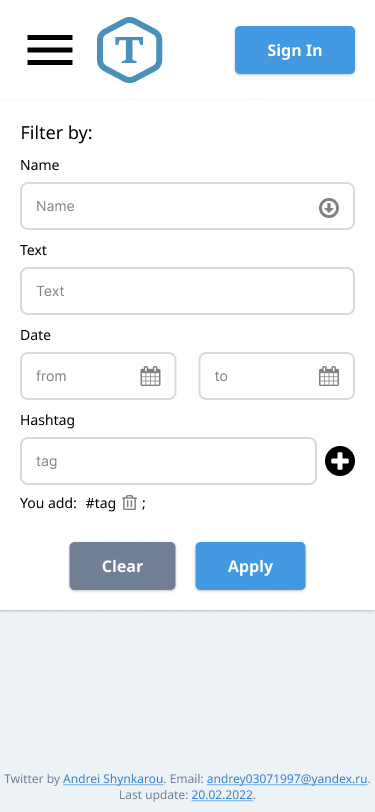 T
Sign In
Filter by:
Name
Name
Text
Text
Date
from
to
Hashtag
tag
You add: #tag ;
Clear
Apply
Twitter by Andrei Shynkarou. Email: andrey03071997@yandex.ru.
Last update: 20.02.2022.